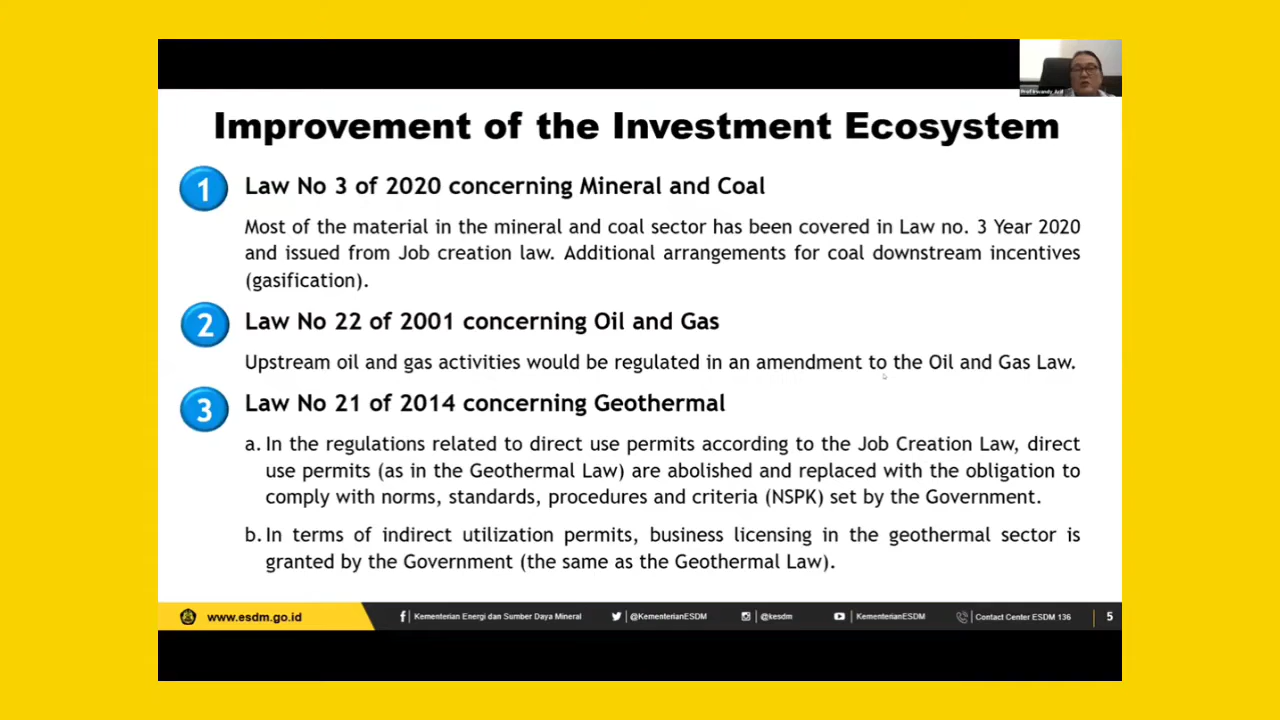 Prof.Irwandy Arif
Improvement of the Investment Ecosystem
1 Law No 3 of 2020 concerning Mineral and Coal
Most of the material in the mineral and coal sector has been covered in Law no. 3 Year 2020
and issued from Job creation law. Additional arrangements for coal downstream incentives
(gasification).
2 Law No 22 of 2001 concerning Oil and Gas
Upstream oil and gas activities would be regulated in an amendment to the Oil and Gas Law.
3 Law No 21 of 2014 concerning Geothermal
a. In the regulations related to direct use permits according to the Job Creation Law, direct
use permits (as in the Geothermal Law) are abolished and replaced with the obligation to
comply with norms, standards, procedures and criteria (NSPK) set by the Government.
b. In terms of indirect utilization permits, business licensing in the geothermal sector is
granted by the Government (the same as the Geothermal Law).
www.esdm.go.id Kementerian Energi dan Sumber Daya Mineral @KementerianESDM @kesdm KementerianESDM Contact Center ESDM 136 5